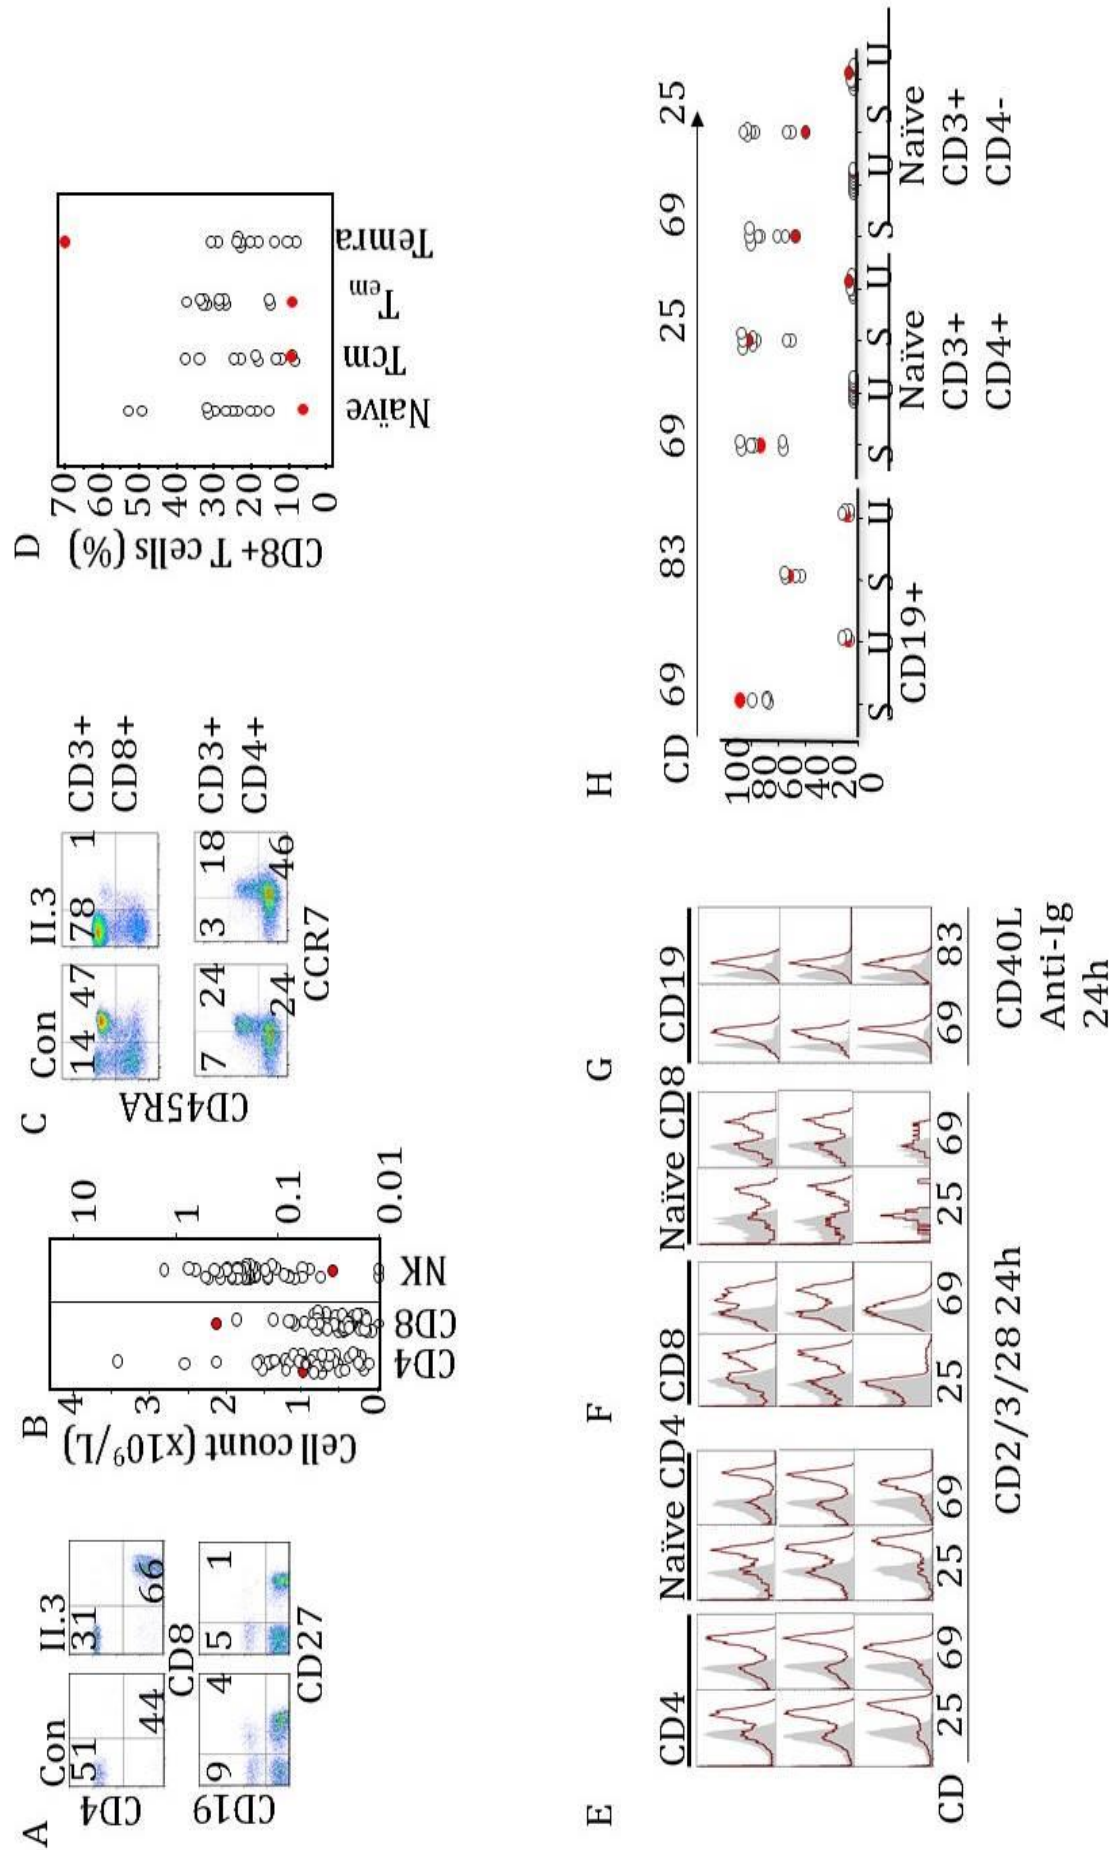 A
Con
II.3
51
44
31
66
CD4
CD8
9
4
5
1
CD19
CD27
B
Cell count (x10⁹/L)
4
3
2
1
0
10
1
0.1
0.01
CD4
CD8
NK
C
Con
II.3
14
47
78
1
CD3+
CD8+
CD45RA
7
24
24
3
18
46
CD3+
CD4+
CCR7
D
CD8+ T cells (%)
70
60
50
40
30
20
10
0
Naïve
Tcm
Tem
Temra
E
CD4
Naïve CD4
F
CD8
Naïve CD8
G
CD19
CD
25
69
25
69
25
69
25
69
69
83
CD2/3/28 24h
CD40L
Anti-Ig
24h
H
CD
69
83
69
25
69
25
100
80
60
40
20
0
S
U
S
U
S
U
S
U
S
U
S
U
CD19+
Naïve
CD3+
CD4+
Naïve
CD3+
CD4-